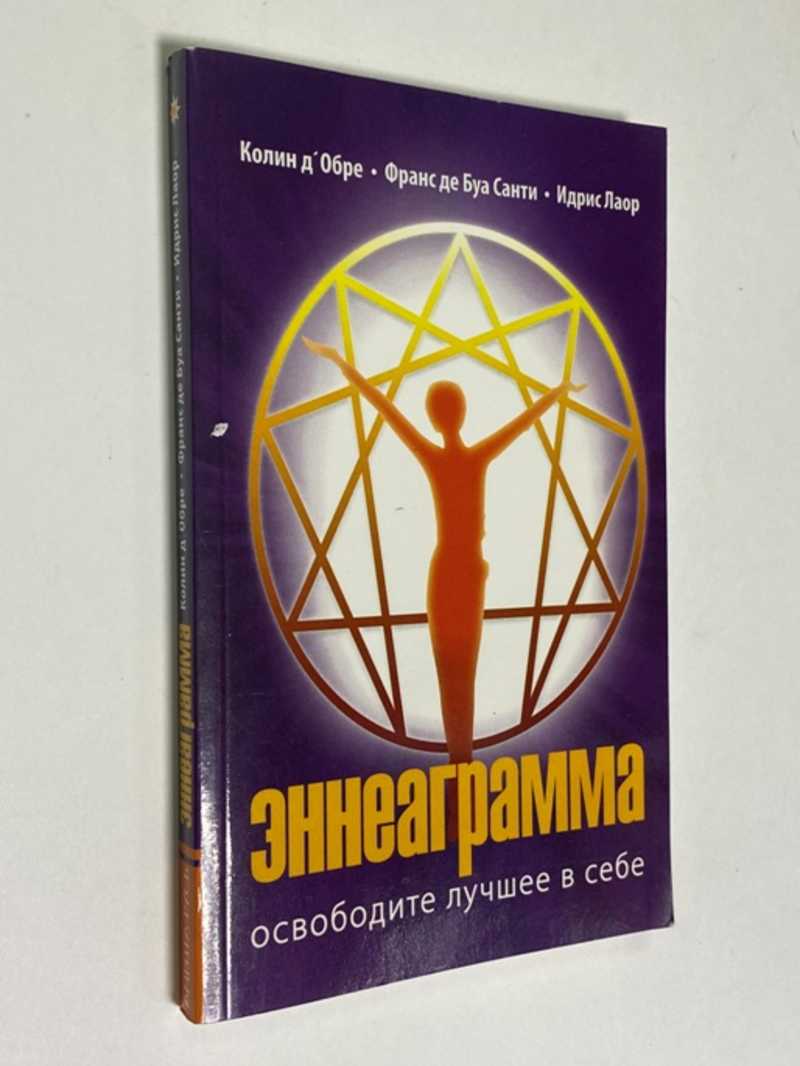 Колин д´Обре • Франс де Буа Санти • Идрис Лаор
эннеаграмма
освободите лучшее в себе
эннеаграмма Колин д´Обре • Франс де Буа Санти • Идрис Лаор